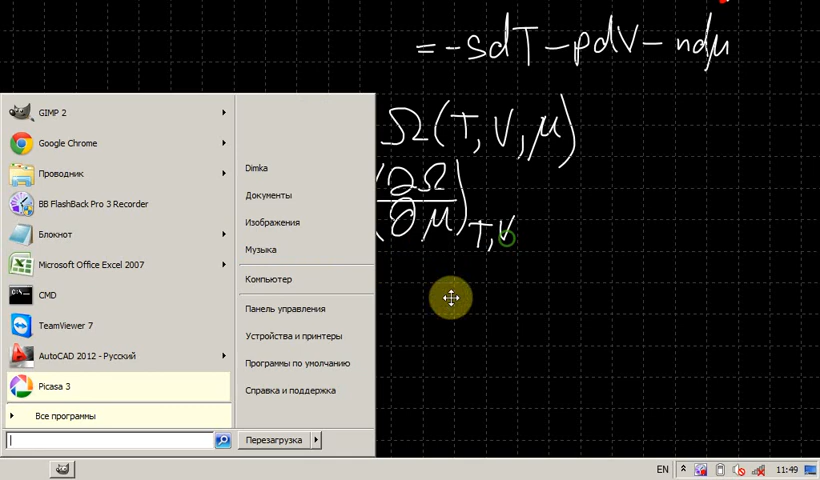 = -SdT - pdV - ndμ
Ω(T, V, μ)
(∂Ω/∂μ)T,V
GIMP 2
Google Chrome
Проводник
BB FlashBack Pro 3 Recorder
Блокнот
Microsoft Office Excel 2007
CMD
TeamViewer 7
AutoCAD 2012 - Русский
Picasa 3
Все программы
Dimka
Документы
Изображения
Музыка
Компьютер
Панель управления
Устройства и принтеры
Программы по умолчанию
Справка и поддержка
Перезагрузка
EN
11:49